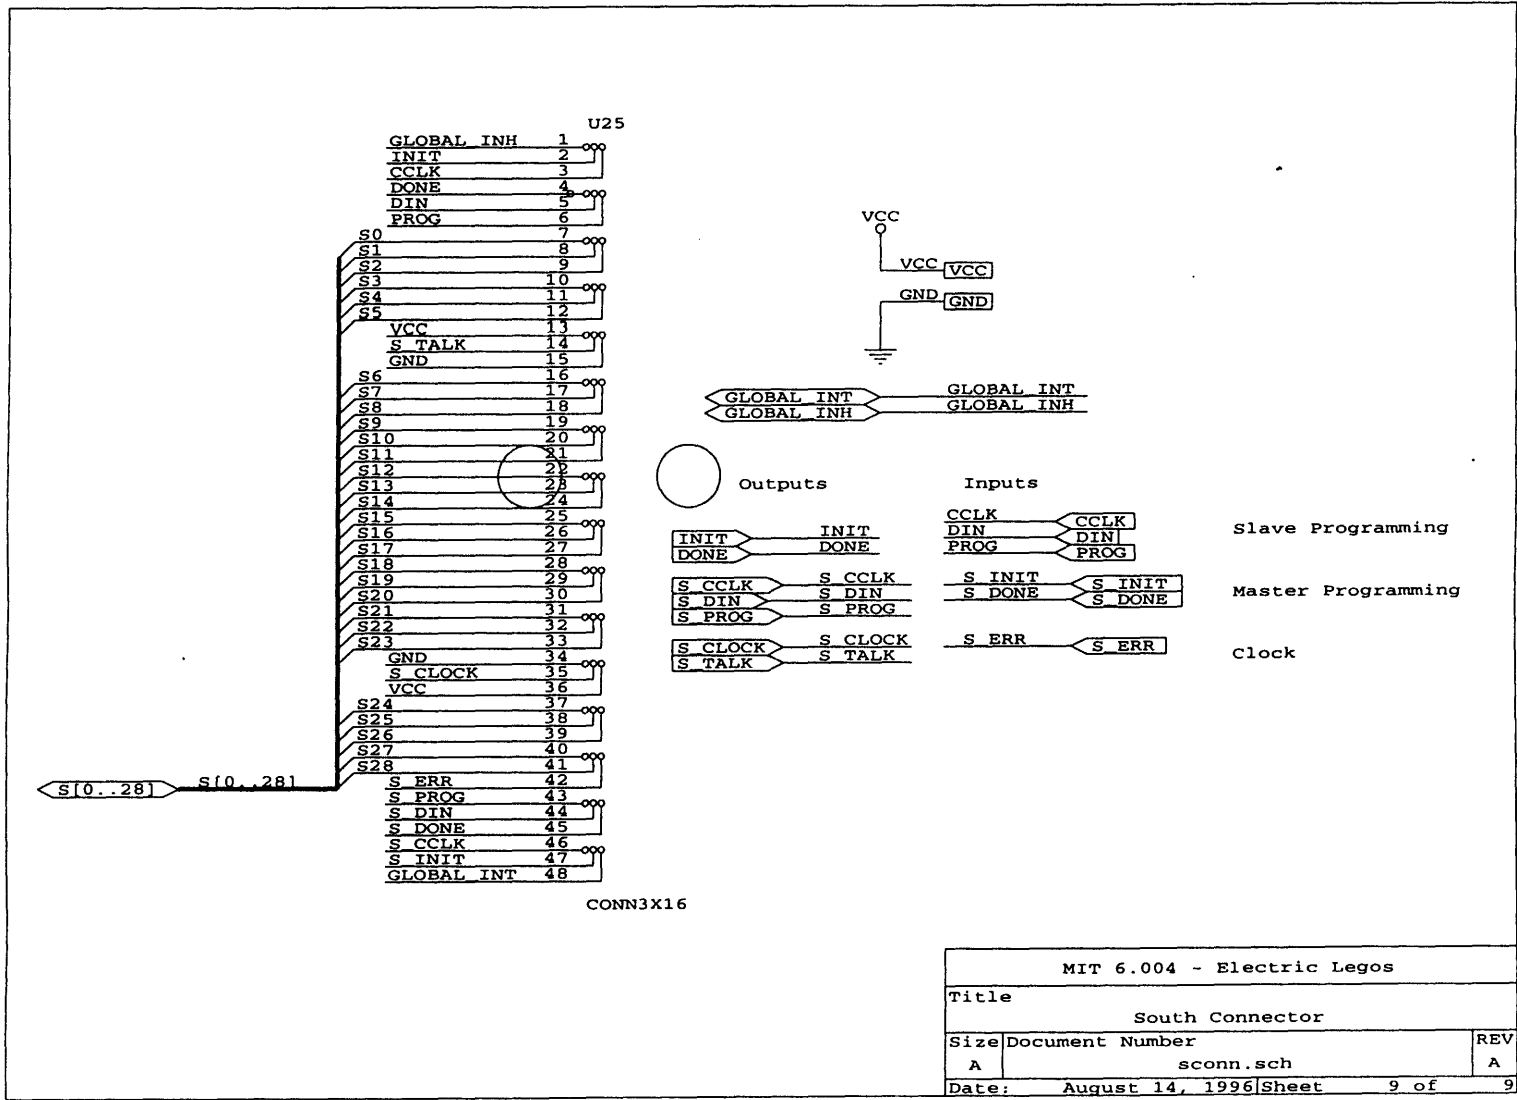 U25
GLOBAL_INH 1
INIT 2
CCLK 3
DONE 4
DIN 5
PROG 6
S0 7
S1 8
S2 9
S3 10
S4 11
S5 12
VCC 13
S_TALK 14
GND 15
S6 16
S7 17
S8 18
S9 19
S10 20
S11 21
S12 22
S13 23
S14 24
S15 25
S16 26
S17 27
S18 28
S19 29
S20 30
S21 31
S22 32
S23 33
GND 34
S_CLOCK 35
VCC 36
S24 37
S25 38
S26 39
S27 40
S28 41
S_ERR 42
S_PROG 43
S_DIN 44
S_DONE 45
S_CCLK 46
S_INIT 47
GLOBAL_INT 48
CONN3X16
S[0..28] S[0..28]
VCC
VCC VCC
GND GND
GLOBAL_INT GLOBAL_INT
GLOBAL_INH GLOBAL_INH
Outputs Inputs
CCLK CCLK
INIT INIT DIN DIN Slave Programming
DONE DONE PROG PROG
S_CCLK S_CCLK S_INIT S_INIT
S_DIN S_DIN S_DONE S_DONE Master Programming
S_PROG S_PROG
S_CLOCK S_CLOCK S_ERR S_ERR
S_TALK S_TALK Clock
MIT 6.004 - Electric Legos
Title
South Connector
Size Document Number REV
A sconn.sch A
Date: August 14, 1996 Sheet 9 of 9